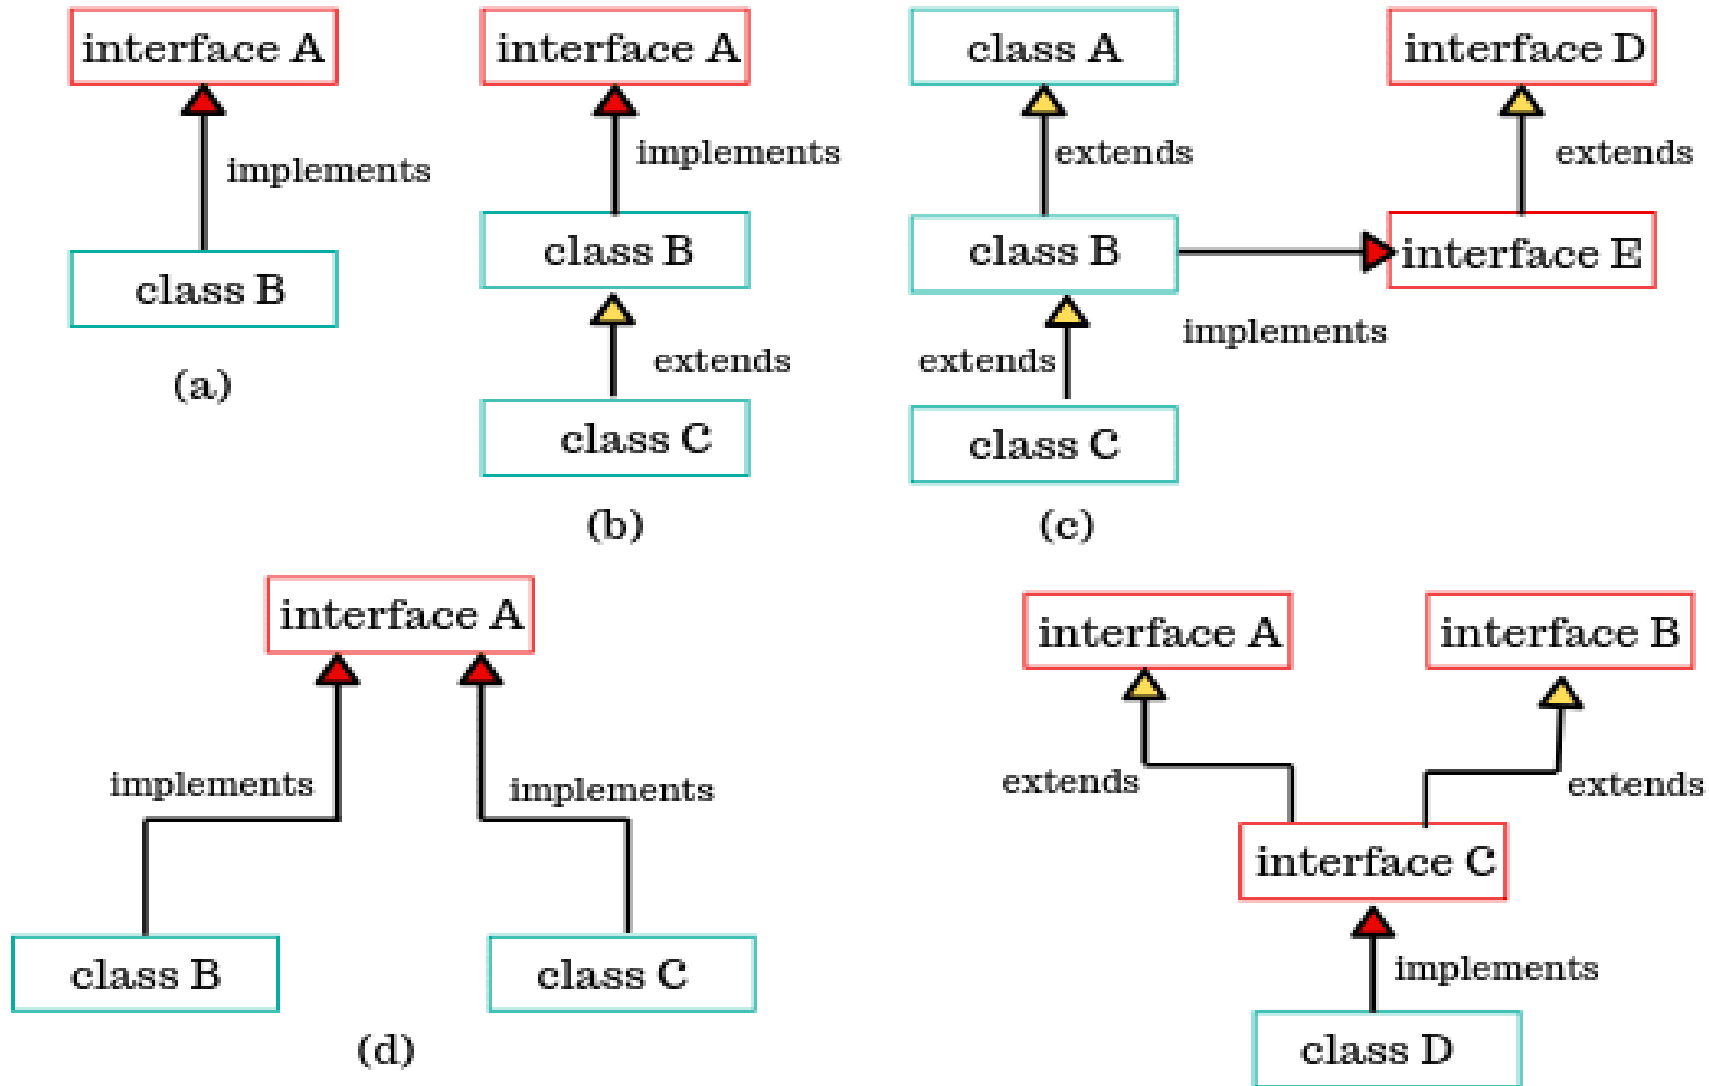 interface A
implements
class B
(a)
interface A
implements
class B
extends
class C
(b)
class A
extends
class B
extends
class C
(c)
interface D
extends
interface E
implements
interface A
implements
implements
class B
class C
(d)
interface A
interface B
extends
extends
interface C
implements
class D